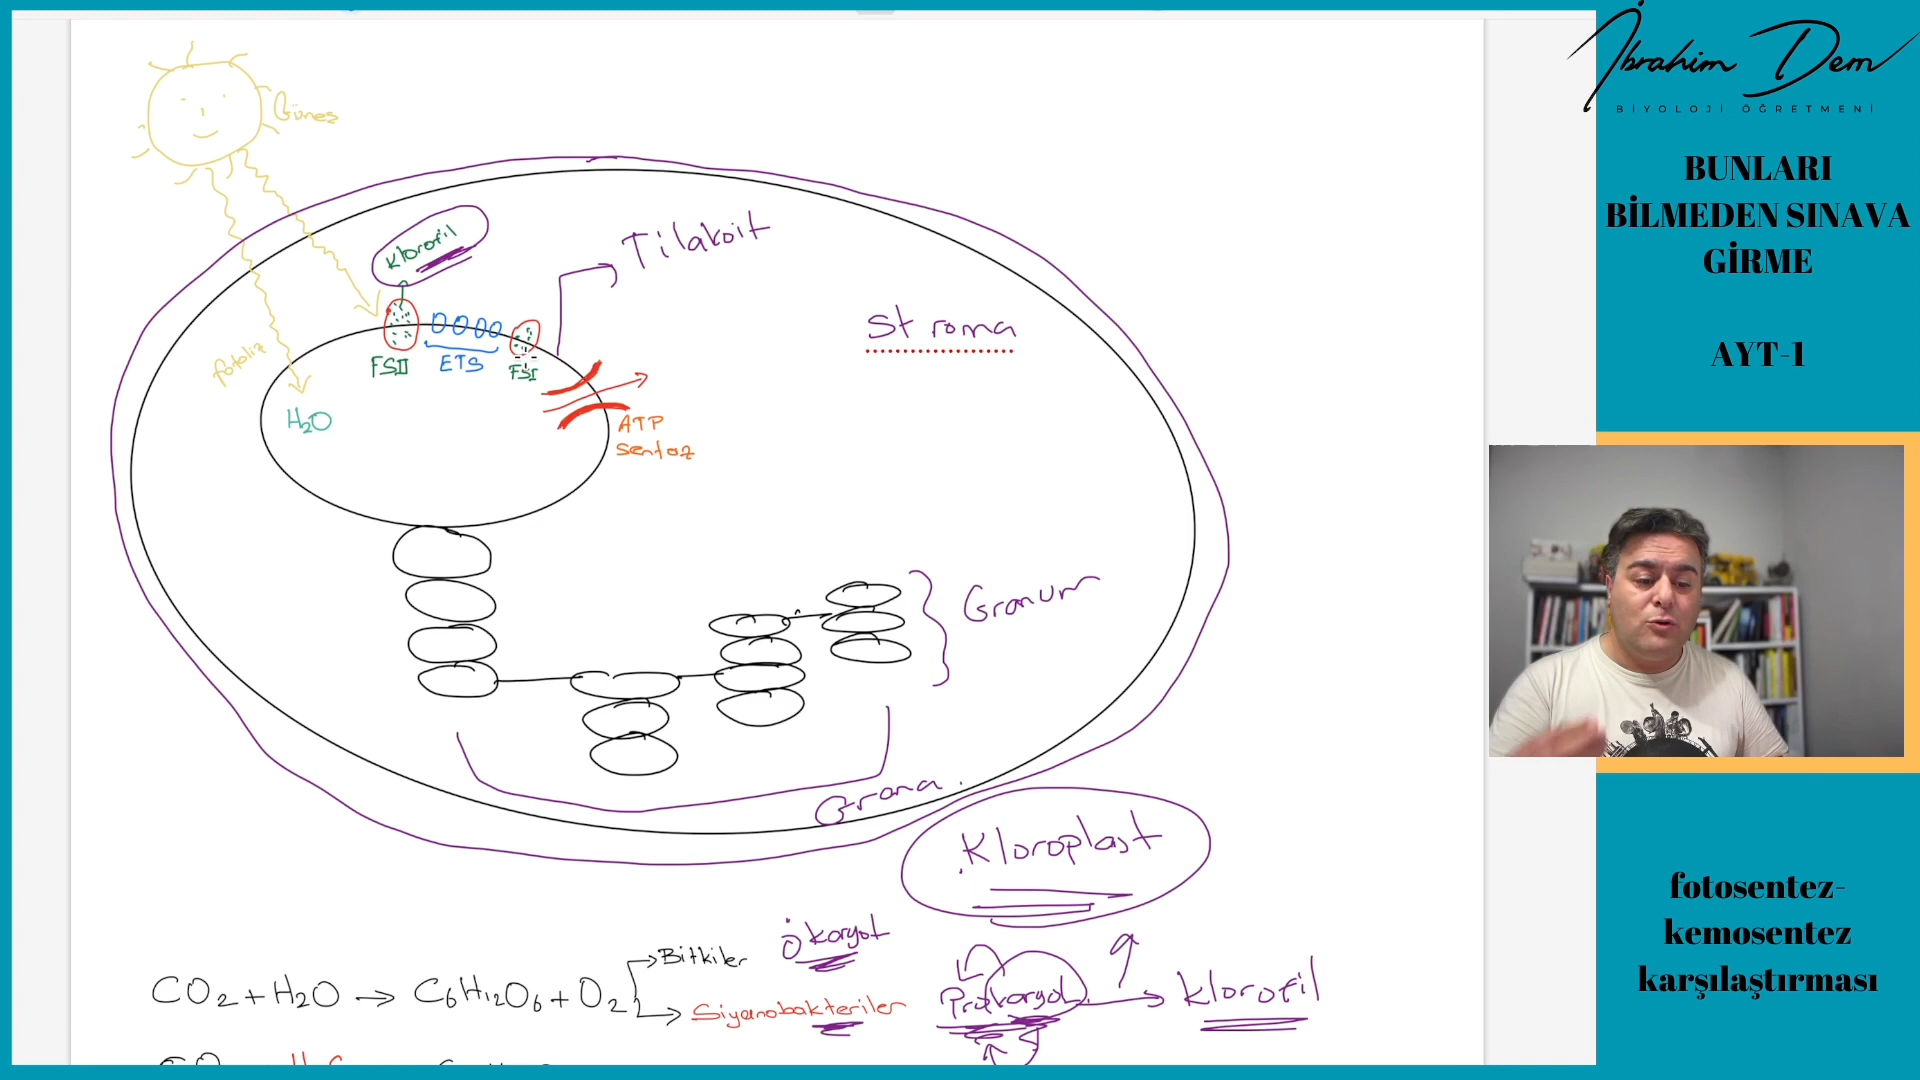 Güneş
Klorofil
Tilakoit
Stroma
fotoliz
FSII
ETS
FSI
H₂O
ATP
sentaz
Granum
Grana
Kloroplast
Ökaryot
Bitkiler
CO₂ + H₂O → C₆H₁₂O₆ + O₂
Siyanobakteriler
Prokaryot → Klorofil
İbrahim Dem
BİYOLOJİ ÖĞRETMENİ
BUNLARI
BİLMEDEN SINAVA
GİRME
AYT-1
fotosentez-
kemosentez
karşılaştırması